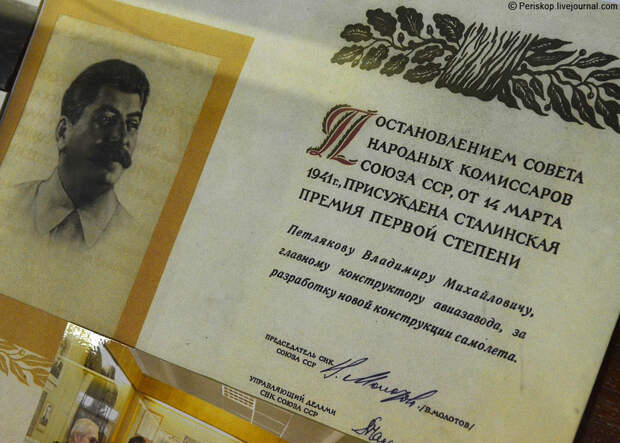 © Periskop.livejournal.com
ПОСТАНОВЛЕНИЕМ СОВЕТА
НАРОДНЫХ КОМИССАРОВ
СОЮЗА ССР, ОТ 14 МАРТА
1941г., ПРИСУЖДЕНА СТАЛИНСКАЯ
ПРЕМИЯ ПЕРВОЙ СТЕПЕНИ
Петлякову Владимиру Михайловичу,
главному конструктору авиазавода, за
разработку новой конструкции самолета.
ПРЕДСЕДАТЕЛЬ СНК
СОЮЗА ССР
/В.МОЛОТОВ/
УПРАВЛЯЮЩИЙ ДЕЛАМИ
СНК СОЮЗА ССР